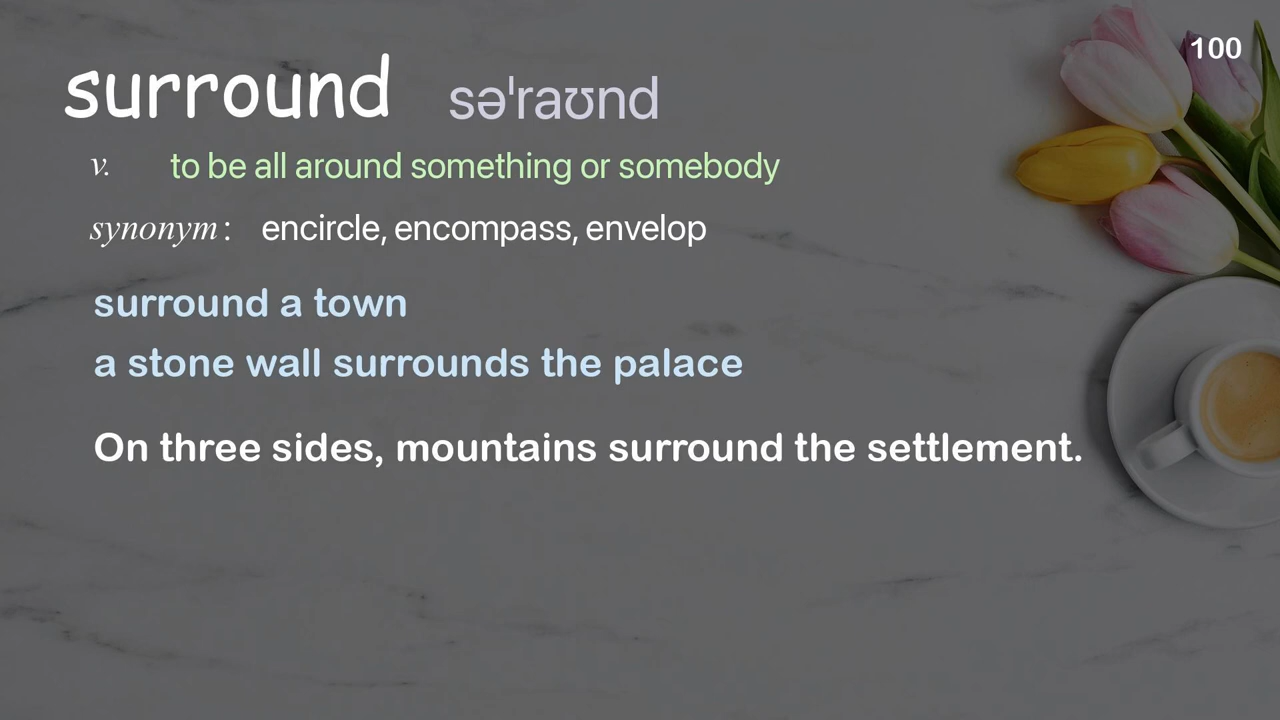 100
surround səˈraʊnd
v. to be all around something or somebody
synonym: encircle, encompass, envelop
surround a town
a stone wall surrounds the palace
On three sides, mountains surround the settlement.